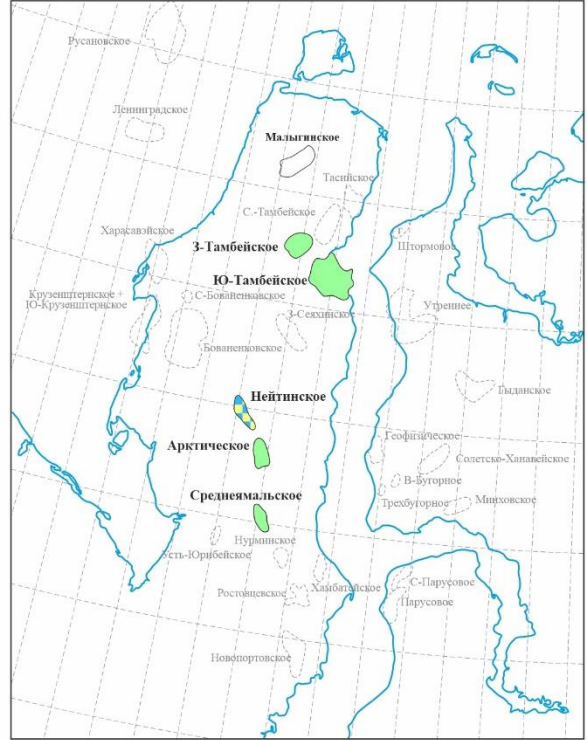 Русановское
Ленинградское
Малыгинское
Тасийское
С.-Тамбейское
Харасавэйское
З-Тамбейское
Штормовое
Ю-Тамбейское
Крузенштернское +
Ю-Крузенштернское
С-Бованенковское
Утреннее
З-Сеяхинское
Бованенковское
Гыданское
Нейтинское
Геофизическое
Арктическое
Солетско-Ханавейское
В-Бугорное
Среднеямальское
Трехбугорное
Минховское
Нурминское
Усть-Юрибейское
Хамбатейское
С-Парусовое
Ростовцевское
Парусовое
Новопортовское